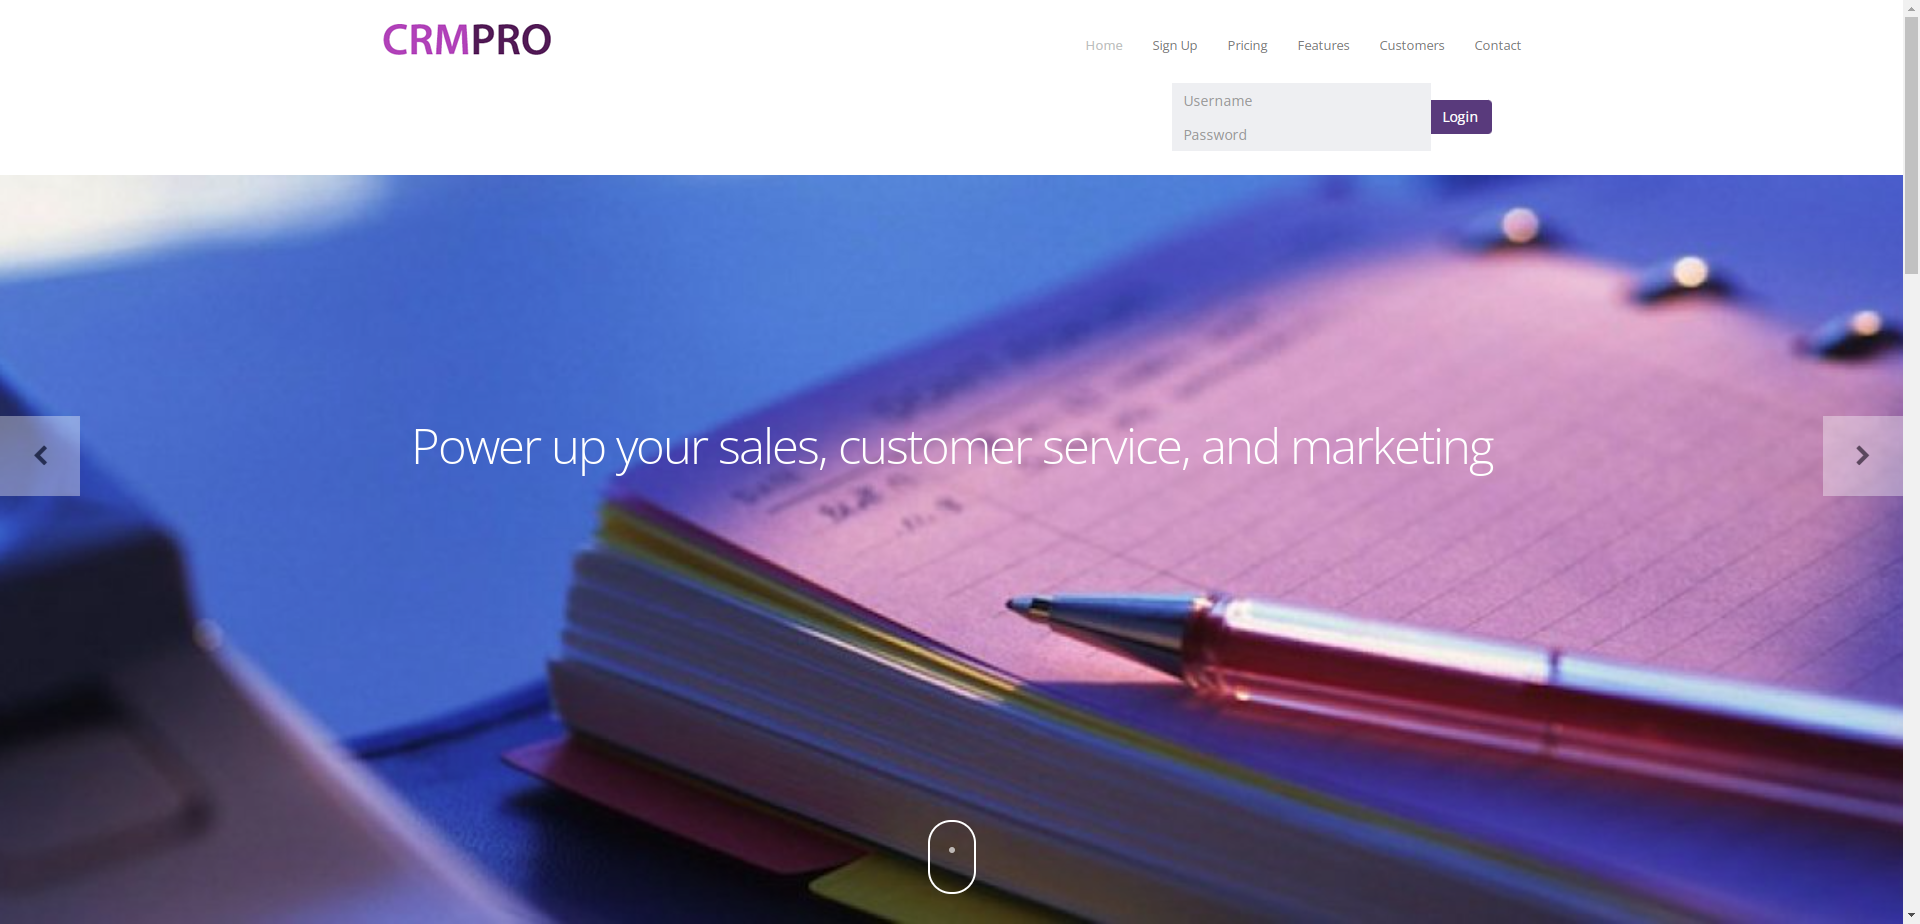 CRMPRO
Home Sign Up Pricing Features Customers Contact
Username
Password
Login
Power up your sales, customer service, and marketing